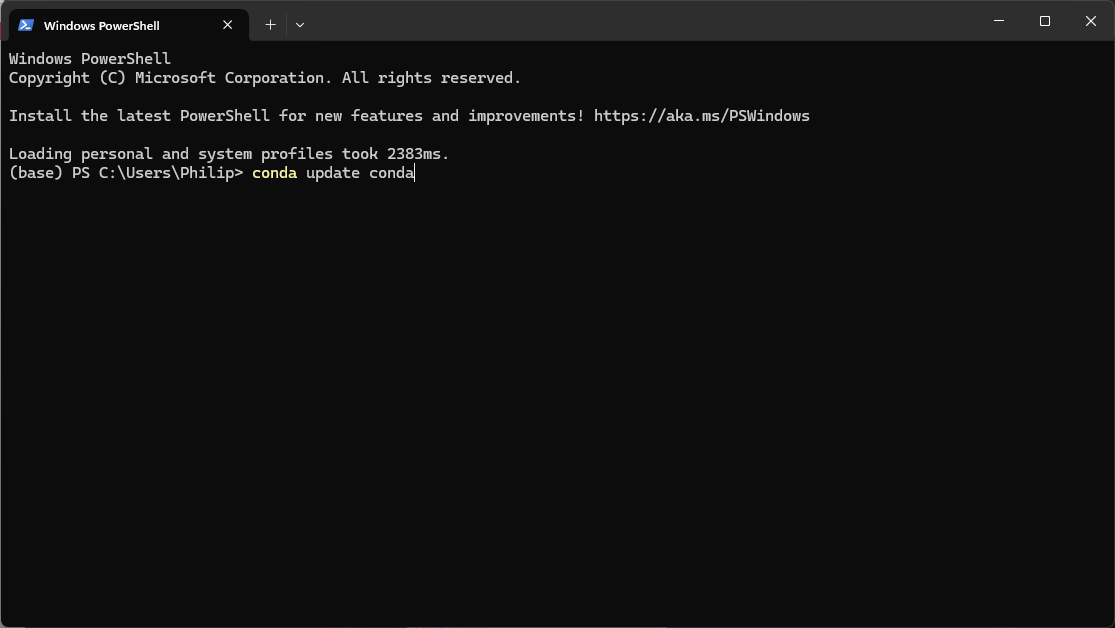 Windows PowerShell
Windows PowerShell
Copyright (C) Microsoft Corporation. All rights reserved.
Install the latest PowerShell for new features and improvements! https://aka.ms/PSWindows
Loading personal and system profiles took 2383ms.
(base) PS C:\Users\Philip> conda update conda